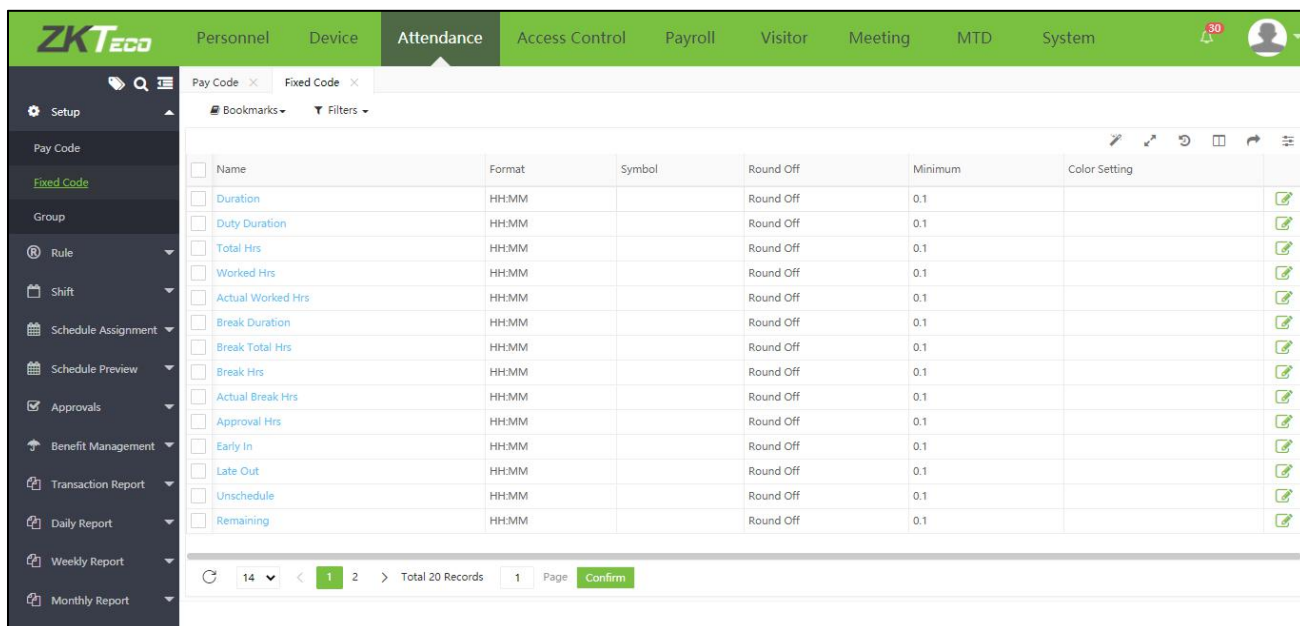 ZKTECO Personnel Device Attendance Access Control Payroll Visitor Meeting MTD System 30
Pay Code × Fixed Code ×
Setup
Pay Code
Fixed Code
Group
Rule
Shift
Schedule Assignment
Schedule Preview
Approvals
Benefit Management
Transaction Report
Daily Report
Weekly Report
Monthly Report
Bookmarks Filters
Name Format Symbol Round Off Minimum Color Setting
Duration HH:MM Round Off 0.1
Duty Duration HH:MM Round Off 0.1
Total Hrs HH:MM Round Off 0.1
Worked Hrs HH:MM Round Off 0.1
Actual Worked Hrs HH:MM Round Off 0.1
Break Duration HH:MM Round Off 0.1
Break Total Hrs HH:MM Round Off 0.1
Break Hrs HH:MM Round Off 0.1
Actual Break Hrs HH:MM Round Off 0.1
Approval Hrs HH:MM Round Off 0.1
Early In HH:MM Round Off 0.1
Late Out HH:MM Round Off 0.1
Unschedule HH:MM Round Off 0.1
Remaining HH:MM Round Off 0.1
14 < 1 2 > Total 20 Records 1 Page Confirm